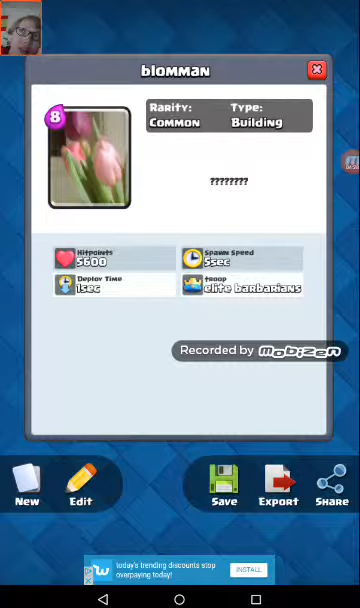 blomman
8
Rarity:
Type:
Common
Building
????????
Hitpoints
5600
Spawn Speed
5sec
Deploy Time
1sec
troop
elite barbarians
Recorded by mobizen
New
Edit
Save
Export
Share
today's trending discounts stop
overpaying today!
INSTALL